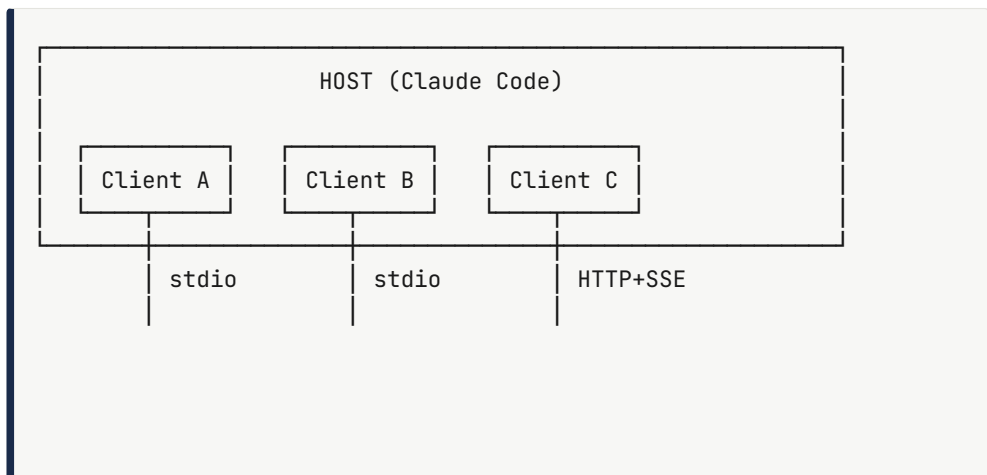 HOST (Claude Code)
Client A Client B Client C
stdio stdio HTTP+SSE